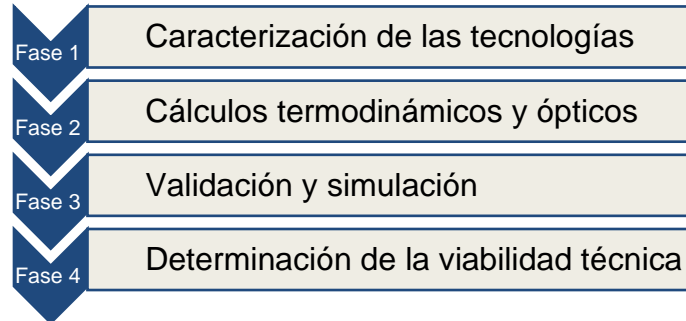 Fase 1
Caracterización de las tecnologías
Fase 2
Cálculos termodinámicos y ópticos
Fase 3
Validación y simulación
Fase 4
Determinación de la viabilidad técnica